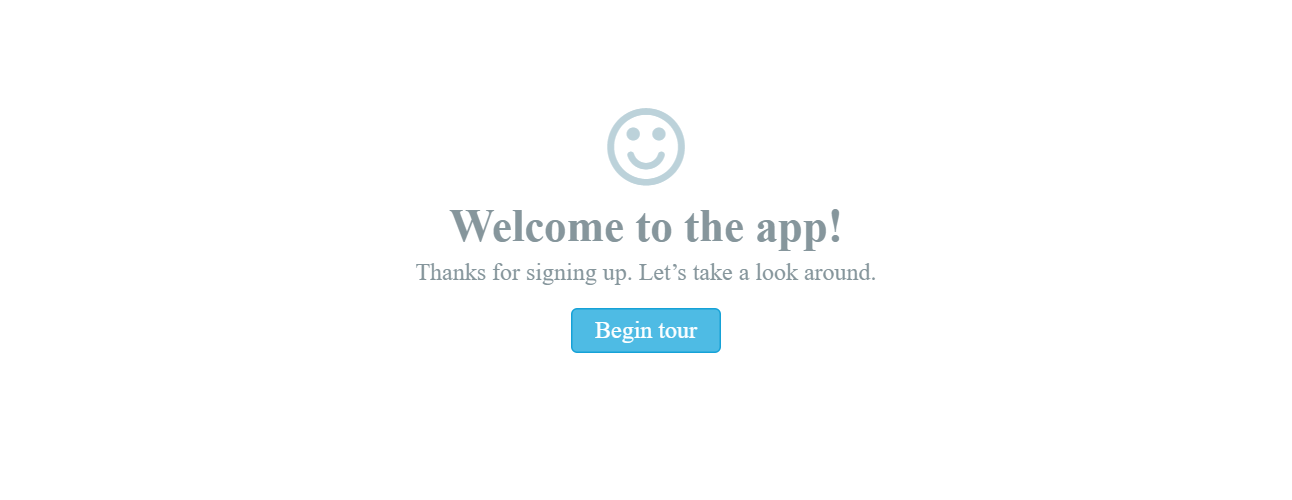 Welcome to the app!
Thanks for signing up. Let’s take a look around.
Begin tour